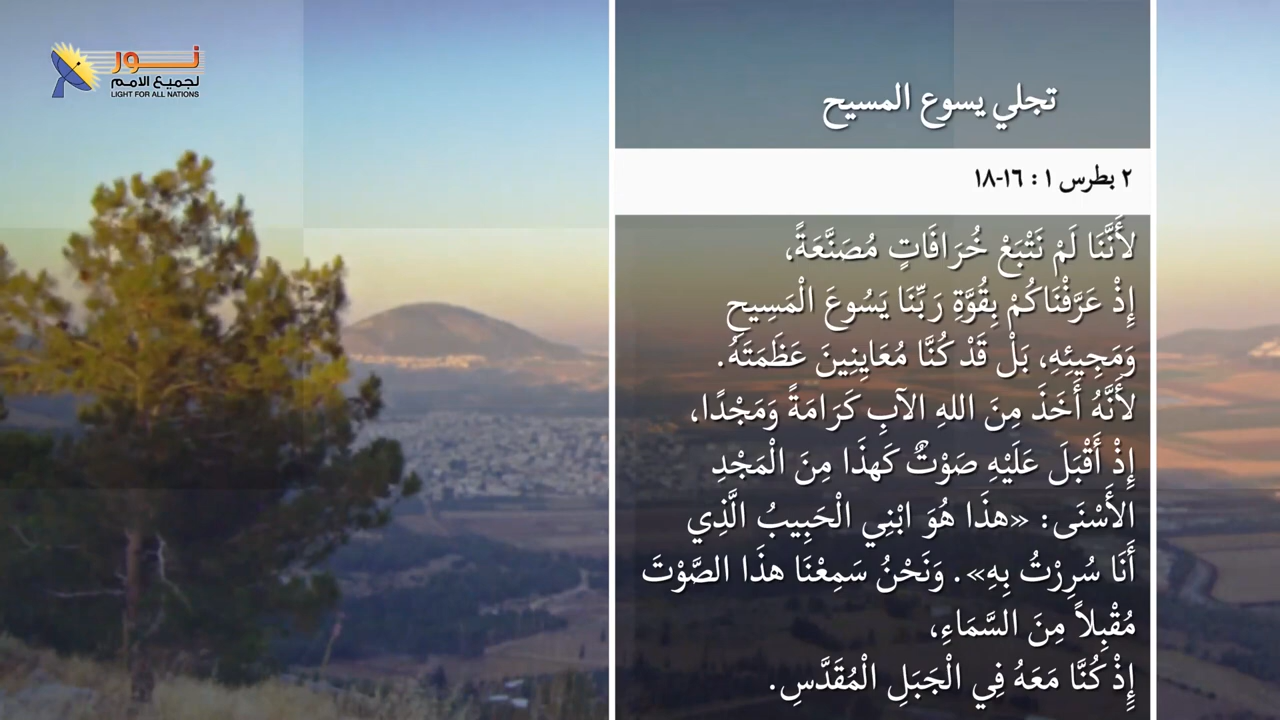 نور
لجميع الامم
LIGHT FOR ALL NATIONS
تجلي يسوع المسيح
٢ بطرس ١ : ١٦-١٨
لأَنَّنَا لَمْ نَتْبَعْ خُرَافَاتٍ مُصَنَّعَةً،
إِذْ عَرَّفْنَاكُمْ بِقُوَّةِ رَبِّنَا يَسُوعَ الْمَسِيحِ
وَمَجِيئِهِ، بَلْ قَدْ كُنَّا مُعَايِنِينَ عَظَمَتَهُ.
لأَنَّهُ أَخَذَ مِنَ اللهِ الآبِ كَرَامَةً وَمَجْدًا،
إِذْ أَقْبَلَ عَلَيْهِ صَوْتٌ كَهذَا مِنَ الْمَجْدِ
الأَسْنَى: «هذَا هُوَ ابْنِي الْحَبِيبُ الَّذِي
أَنَا سُرِرْتُ بِهِ». وَنَحْنُ سَمِعْنَا هذَا الصَّوْتَ
مُقْبِلاً مِنَ السَّمَاءِ،
إِذْ كُنَّا مَعَهُ فِي الْجَبَلِ الْمُقَدَّسِ.